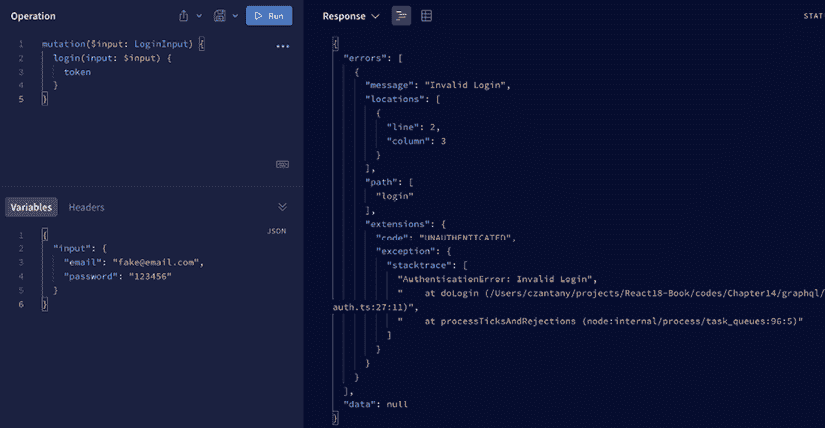 Operation
Run
1 mutation($input: LoginInput) {
2 login(input: $input) {
3 token
4 }
5 }
Variables
Headers
JSON
1 {
2 "input": {
3 "email": "fake@email.com",
4 "password": "123456"
5 }
6 }
Response
STAT
{
"errors": [
{
"message": "Invalid Login",
"locations": [
{
"line": 2,
"column": 3
}
],
"path": [
"login"
],
"extensions": {
"code": "UNAUTHENTICATED",
"exception": {
"stacktrace": [
"AuthenticationError: Invalid Login",
"    at doLogin (/Users/czantany/projects/React18-Book/codes/Chapter14/graphql/
auth.ts:27:11)",
"    at processTicksAndRejections (node:internal/process/task_queues:96:5)"
]
}
}
}
],
"data": null
}